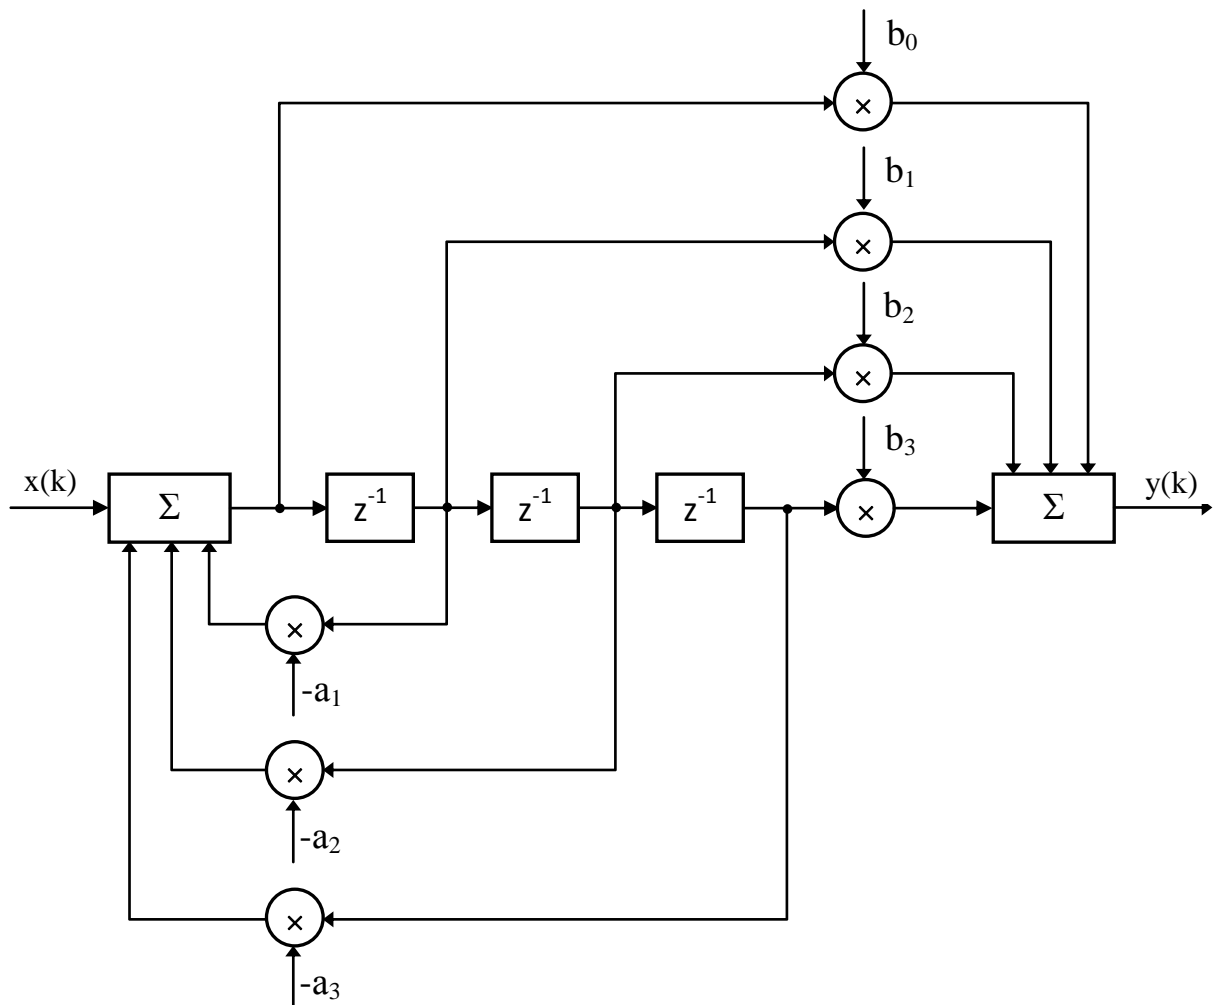 b₀
×
b₁
×
b₂
×
b₃
x(k) Σ z⁻¹ z⁻¹ z⁻¹ × Σ y(k)
×
-a₁
×
-a₂
×
-a₃